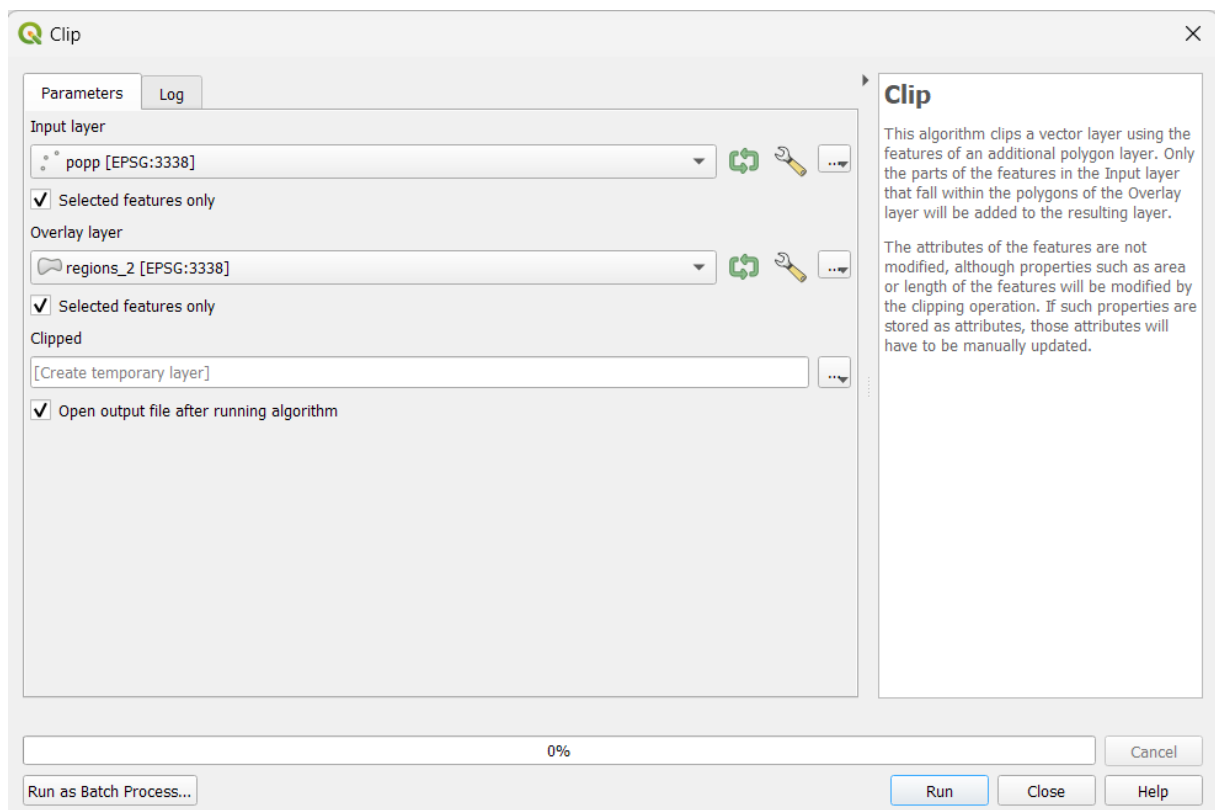 Clip
Parameters
Log
Input layer
popp [EPSG:3338]
...
Selected features only
Overlay layer
regions_2 [EPSG:3338]
...
Selected features only
Clipped
[Create temporary layer]
...
Open output file after running algorithm
Clip
This algorithm clips a vector layer using the
features of an additional polygon layer. Only
the parts of the features in the Input layer
that fall within the polygons of the Overlay
layer will be added to the resulting layer.
The attributes of the features are not
modified, although properties such as area
or length of the features will be modified by
the clipping operation. If such properties are
stored as attributes, those attributes will
have to be manually updated.
0%
Cancel
Run as Batch Process...
Run
Close
Help